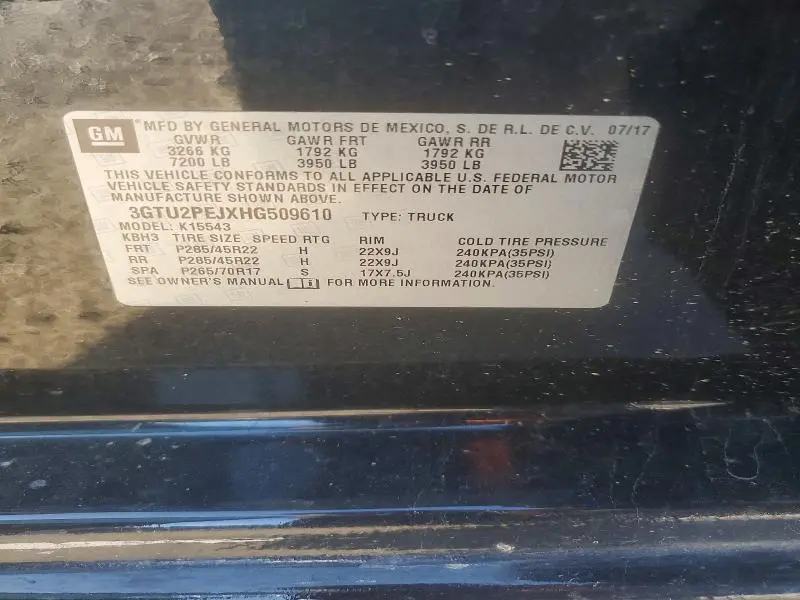 GM ® MFD BY GENERAL MOTORS DE MEXICO, S. DE R.L. DE C.V. 07/17
GVWR GAWR FRT GAWR RR
3266 KG 1792 KG 1792 KG
7200 LB 3950 LB 3950 LB
THIS VEHICLE CONFORMS TO ALL APPLICABLE U.S. FEDERAL MOTOR
VEHICLE SAFETY STANDARDS IN EFFECT ON THE DATE OF
MANUFACTURE SHOWN ABOVE.
3GTU2PEJXHG509610 TYPE: TRUCK
MODEL: K15543
KBH3 TIRE SIZE SPEED RTG RIM COLD TIRE PRESSURE
FRT P285/45R22 H 22X9J 240KPA(35PSI)
RR P285/45R22 H 22X9J 240KPA(35PSI)
SPA P265/70R17 S 17X7.5J 240KPA(35PSI)
SEE OWNER'S MANUAL FOR MORE INFORMATION.